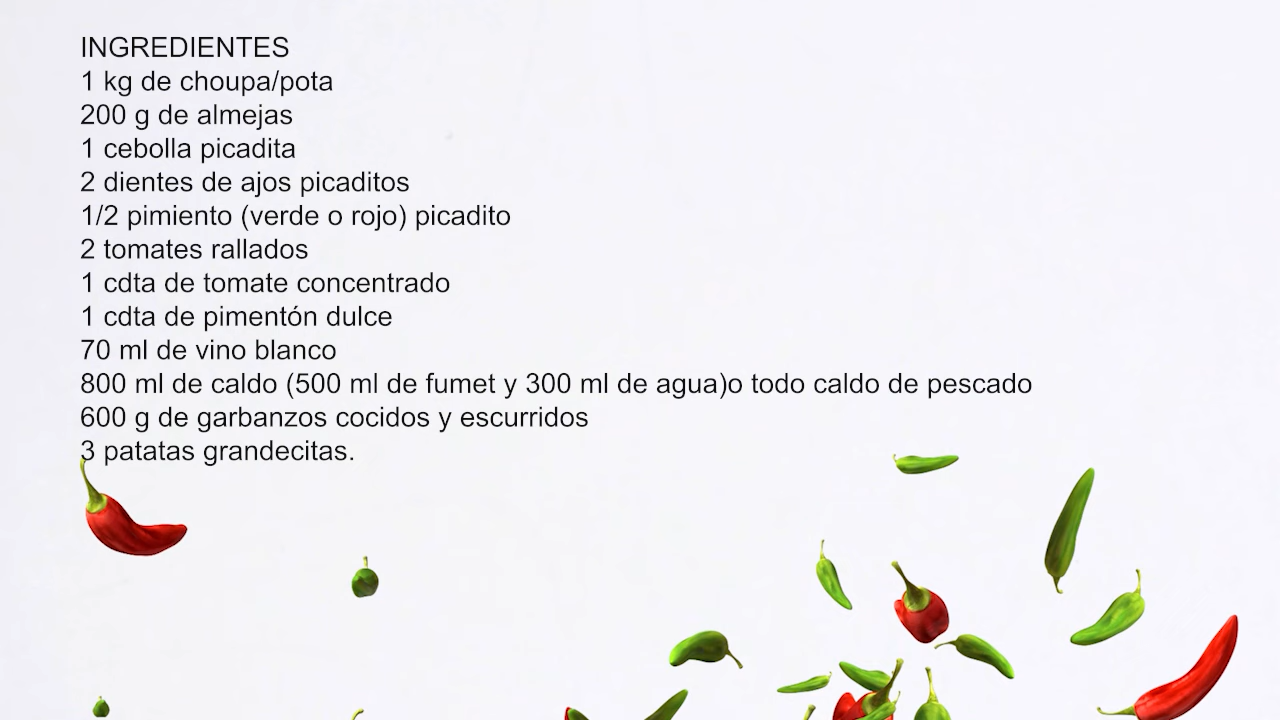 INGREDIENTES
1 kg de choupa/pota
200 g de almejas
1 cebolla picadita
2 dientes de ajos picaditos
1/2 pimiento (verde o rojo) picadito
2 tomates rallados
1 cdta de tomate concentrado
1 cdta de pimentón dulce
70 ml de vino blanco
800 ml de caldo (500 ml de fumet y 300 ml de agua)o todo caldo de pescado
600 g de garbanzos cocidos y escurridos
3 patatas grandecitas.